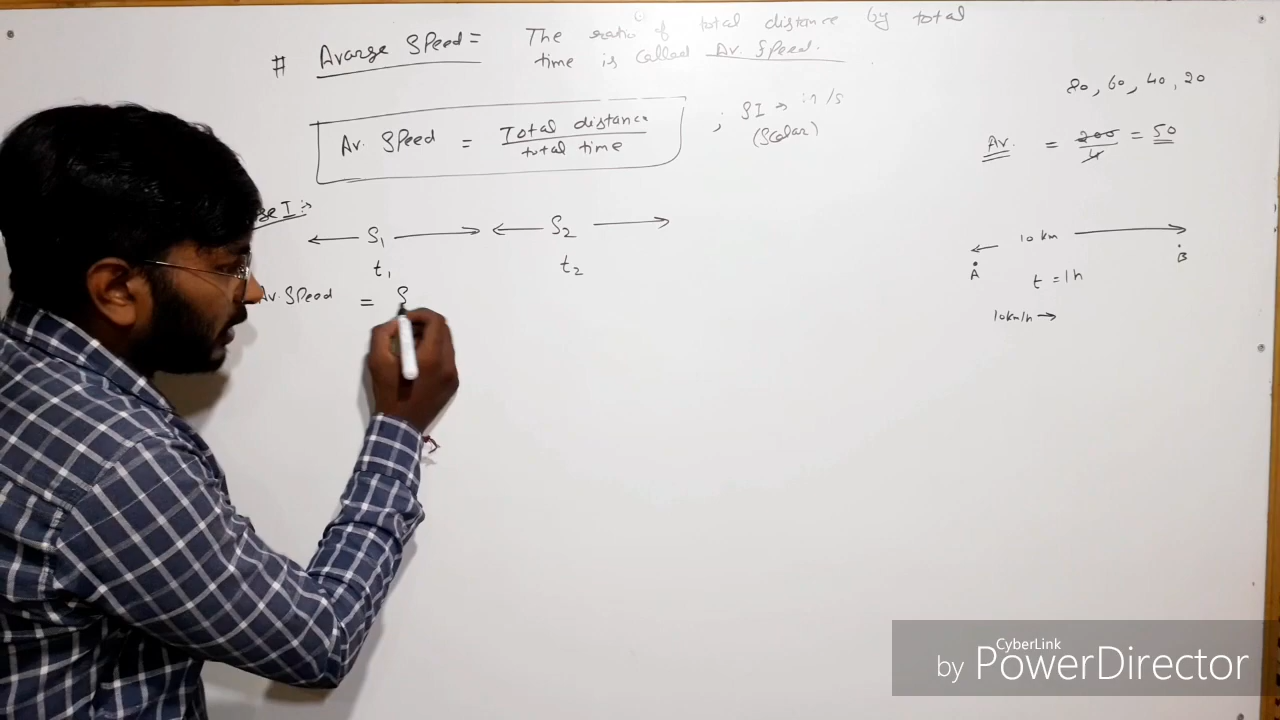 # Avarge Speed = The ratio of total distance by total
time is called Av. Speed.
Av. Speed = Total distance
total time
; SI → m/s
(Scalar)
80, 60, 40, 20
Av. = 200
4
= 50
se I :→
S1 S2
t1 t2
Av. Speed = S
10 km
A B
t = 1h
10km/h →
by CyberLink
PowerDirector